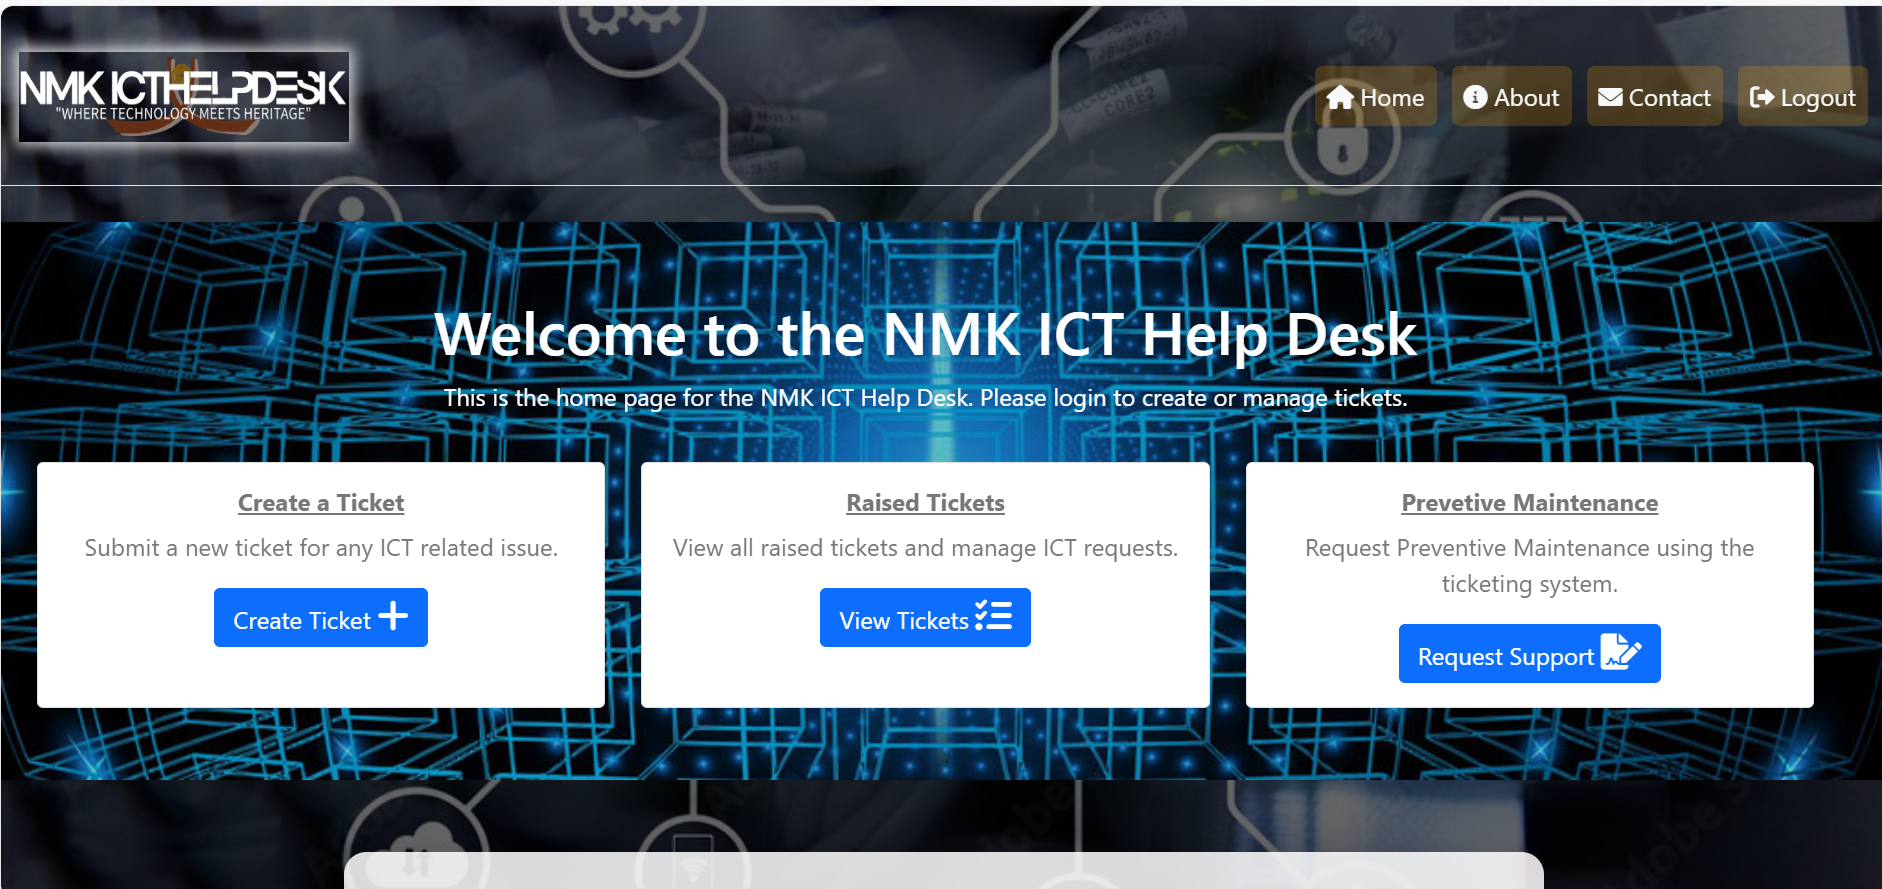 NMK ICTHELPDESK
"WHERE TECHNOLOGY MEETS HERITAGE"
Home
About
Contact
Logout
CORE2
Welcome to the NMK ICT Help Desk
This is the home page for the NMK ICT Help Desk. Please login to create or manage tickets.
Create a Ticket
Submit a new ticket for any ICT related issue.
Create Ticket
Raised Tickets
View all raised tickets and manage ICT requests.
View Tickets
Prevetive Maintenance
Request Preventive Maintenance using the
ticketing system.
Request Support